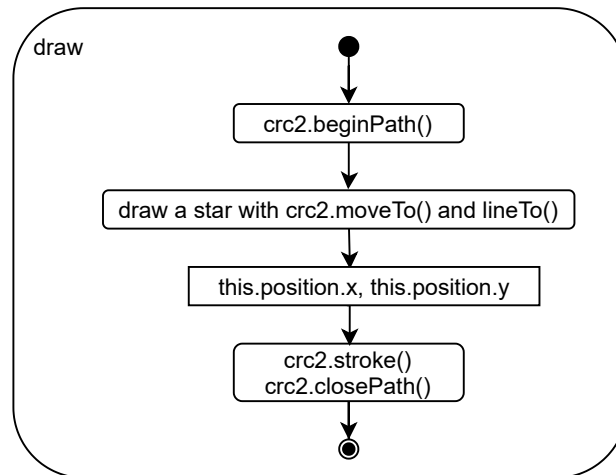 draw
crc2.beginPath()
draw a star with crc2.moveTo() and lineTo()
this.position.x, this.position.y
crc2.stroke()
crc2.closePath()